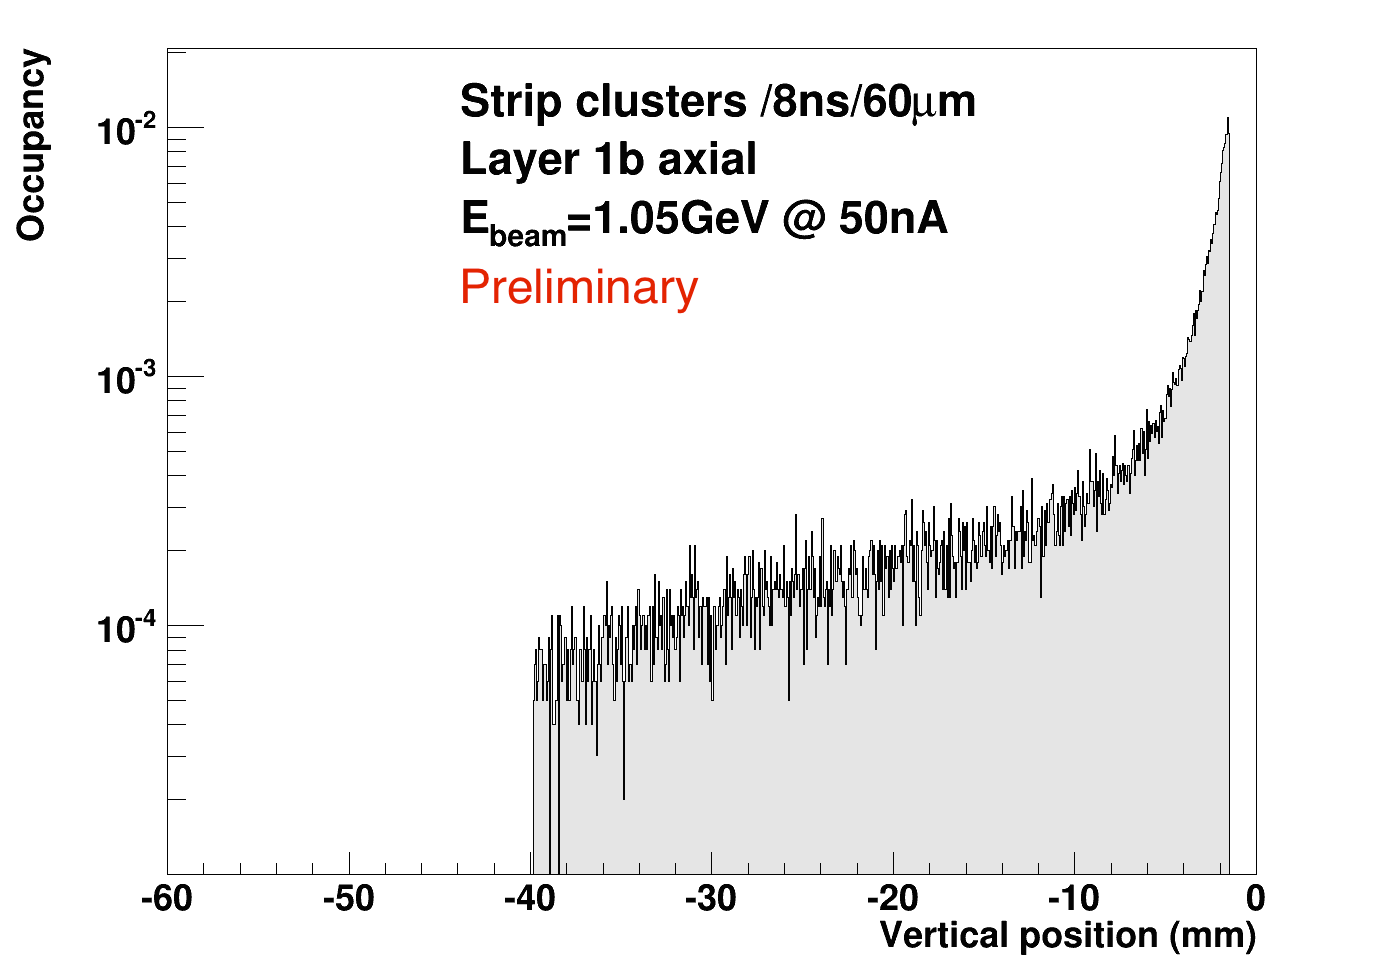 Occupancy
10-2
10-3
10-4
Strip clusters /8ns/60μm
Layer 1b axial
Ebeam=1.05GeV @ 50nA
Preliminary
-60 -50 -40 -30 -20 -10 0
Vertical position (mm)